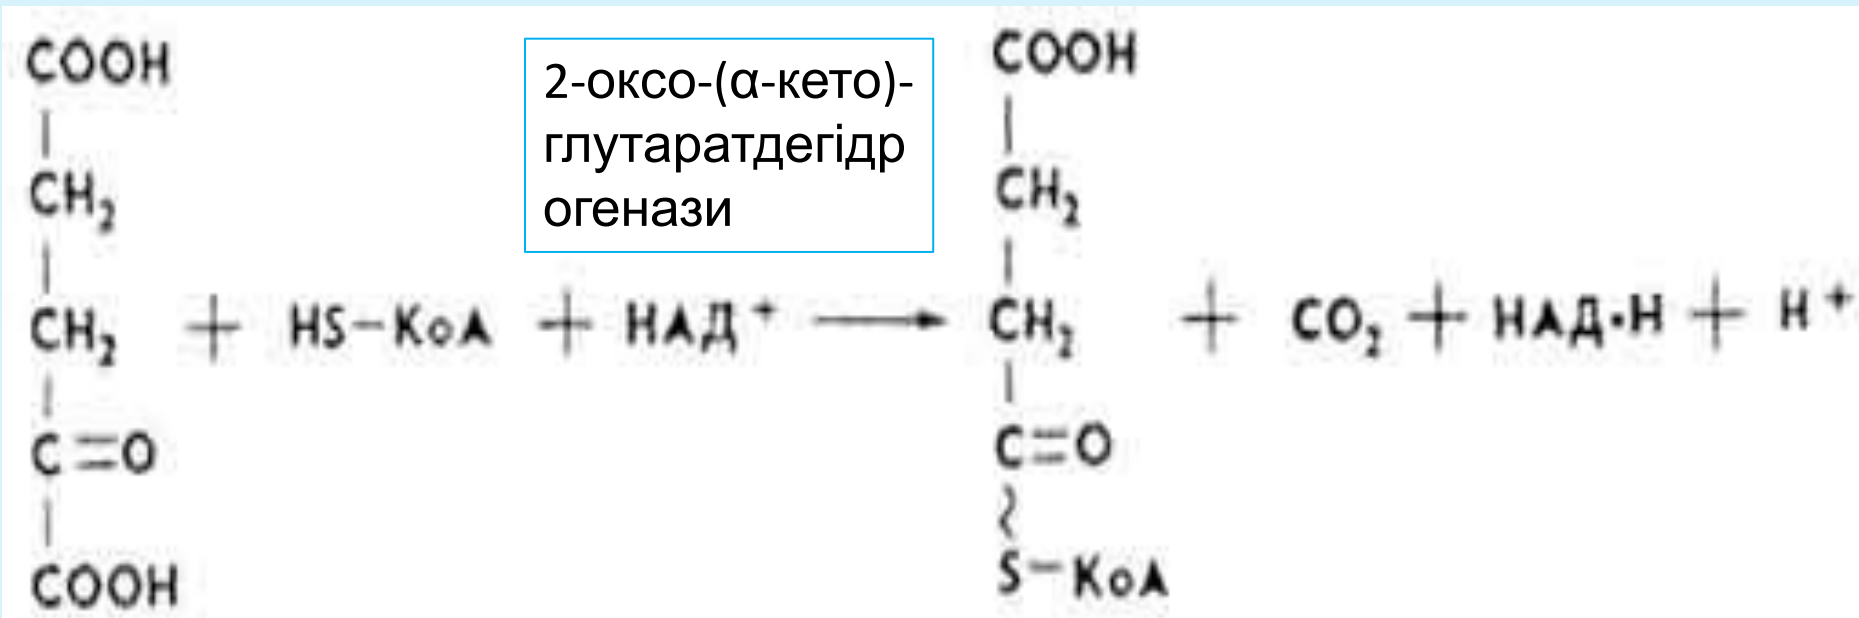 COOH
CH₂
CH₂ + HS–KoA + НАД⁺ ⟶ CH₂ + CO₂ + НАД·Н + H⁺
C=O
COOH
2-оксо-(α-кето)-
глутаратдегідр
огенази
COOH
CH₂
C=O
S–KoA